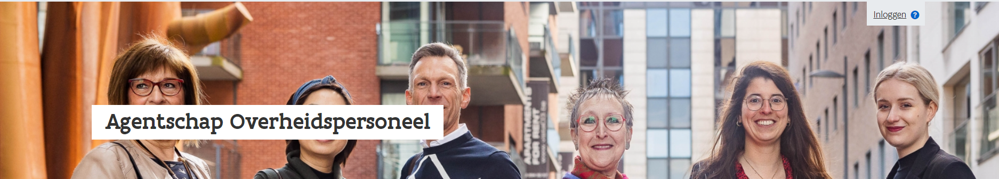 Inloggen ?
Agentschap Overheidspersoneel
APARTMENTS
FOR RENT